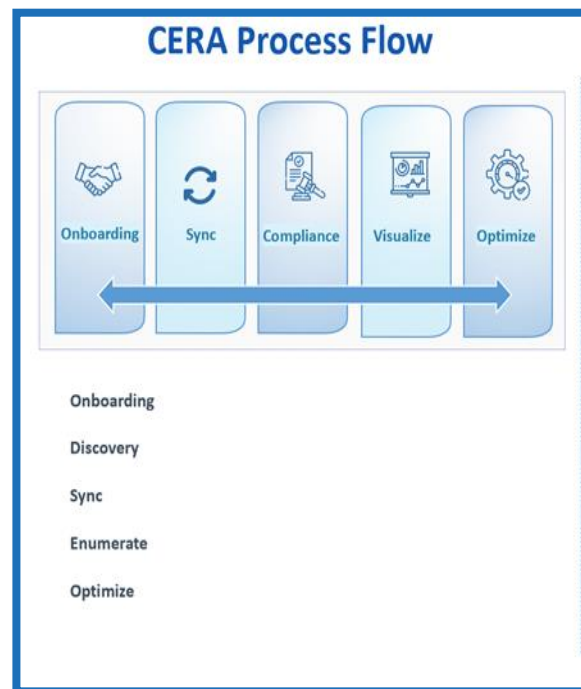 CERA Process Flow
Onboarding Sync Compliance Visualize Optimize
Onboarding
Discovery
Sync
Enumerate
Optimize